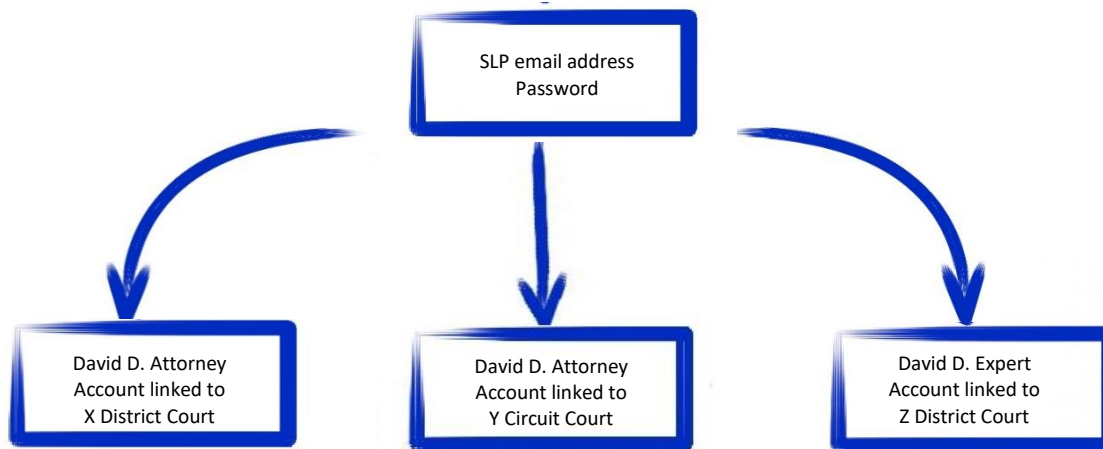 SLP email address
Password
David D. Attorney
Account linked to
X District Court
David D. Attorney
Account linked to
Y Circuit Court
David D. Expert
Account linked to
Z District Court